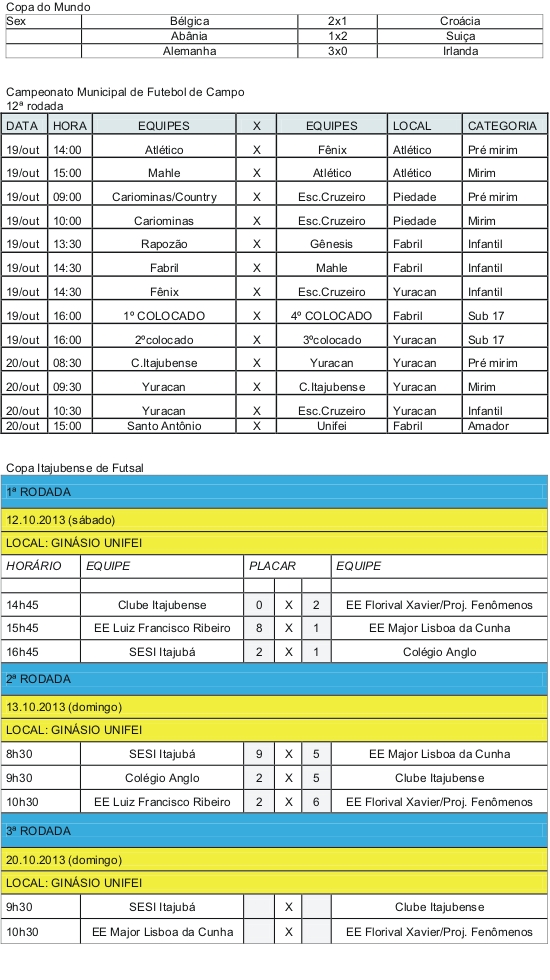 Copa do Mundo
Sex Bélgica 2x1 Croácia
Abânia 1x2 Suiça
Alemanha 3x0 Irlanda
Campeonato Municipal de Futebol de Campo
12ª rodada
DATA HORA EQUIPES X EQUIPES LOCAL CATEGORIA
19/out 14:00 Atlético X Fênix Atlético Pré mirim
19/out 15:00 Mahle X Atlético Atlético Mirim
19/out 09:00 Cariominas/Country X Esc.Cruzeiro Piedade Pré mirim
19/out 10:00 Cariominas X Esc.Cruzeiro Piedade Mirim
19/out 13:30 Rapozão X Gênesis Fabril Infantil
19/out 14:30 Fabril X Mahle Fabril Infantil
19/out 14:30 Fênix X Esc.Cruzeiro Yuracan Infantil
19/out 16:00 1º COLOCADO X 4º COLOCADO Fabril Sub 17
19/out 16:00 2ºcolocado X 3ºcolocado Yuracan Sub 17
20/out 08:30 C.Itajubense X Yuracan Yuracan Pré mirim
20/out 09:30 Yuracan X C.Itajubense Yuracan Mirim
20/out 10:30 Yuracan X Esc.Cruzeiro Yuracan Infantil
20/out 15:00 Santo Antônio X Unifei Fabril Amador
Copa Itajubense de Futsal
1ª RODADA
12.10.2013 (sábado)
LOCAL: GINÁSIO UNIFEI
HORÁRIO EQUIPE PLACAR EQUIPE
14h45 Clube Itajubense 0 X 2 EE Florival Xavier/Proj. Fenômenos
15h45 EE Luiz Francisco Ribeiro 8 X 1 EE Major Lisboa da Cunha
16h45 SESI Itajubá 2 X 1 Colégio Anglo
2ª RODADA
13.10.2013 (domingo)
LOCAL: GINÁSIO UNIFEI
8h30 SESI Itajubá 9 X 5 EE Major Lisboa da Cunha
9h30 Colégio Anglo 2 X 5 Clube Itajubense
10h30 EE Luiz Francisco Ribeiro 2 X 6 EE Florival Xavier/Proj. Fenômenos
3ª RODADA
20.10.2013 (domingo)
LOCAL: GINÁSIO UNIFEI
9h30 SESI Itajubá X Clube Itajubense
10h30 EE Major Lisboa da Cunha X EE Florival Xavier/Proj. Fenômenos